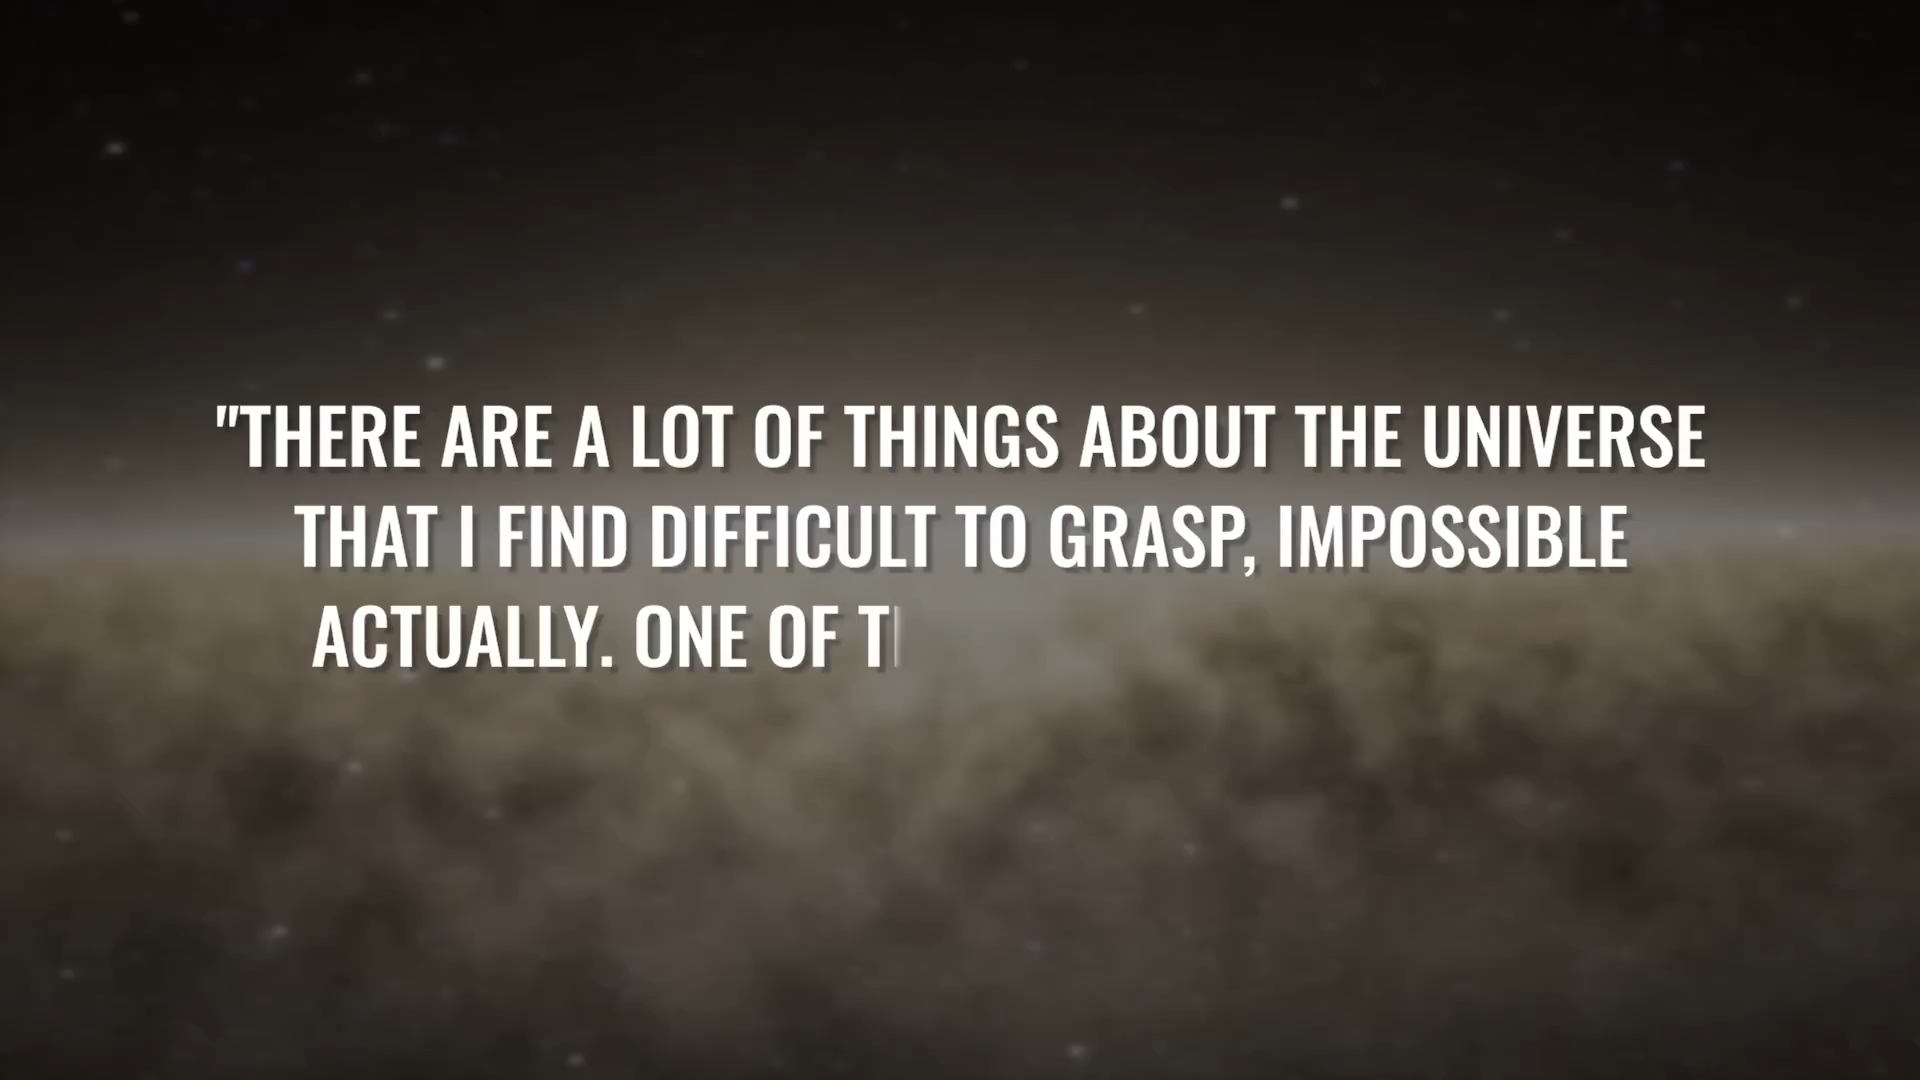 "THERE ARE A LOT OF THINGS ABOUT THE UNIVERSE
THAT I FIND DIFFICULT TO GRASP, IMPOSSIBLE
ACTUALLY. ONE OF T